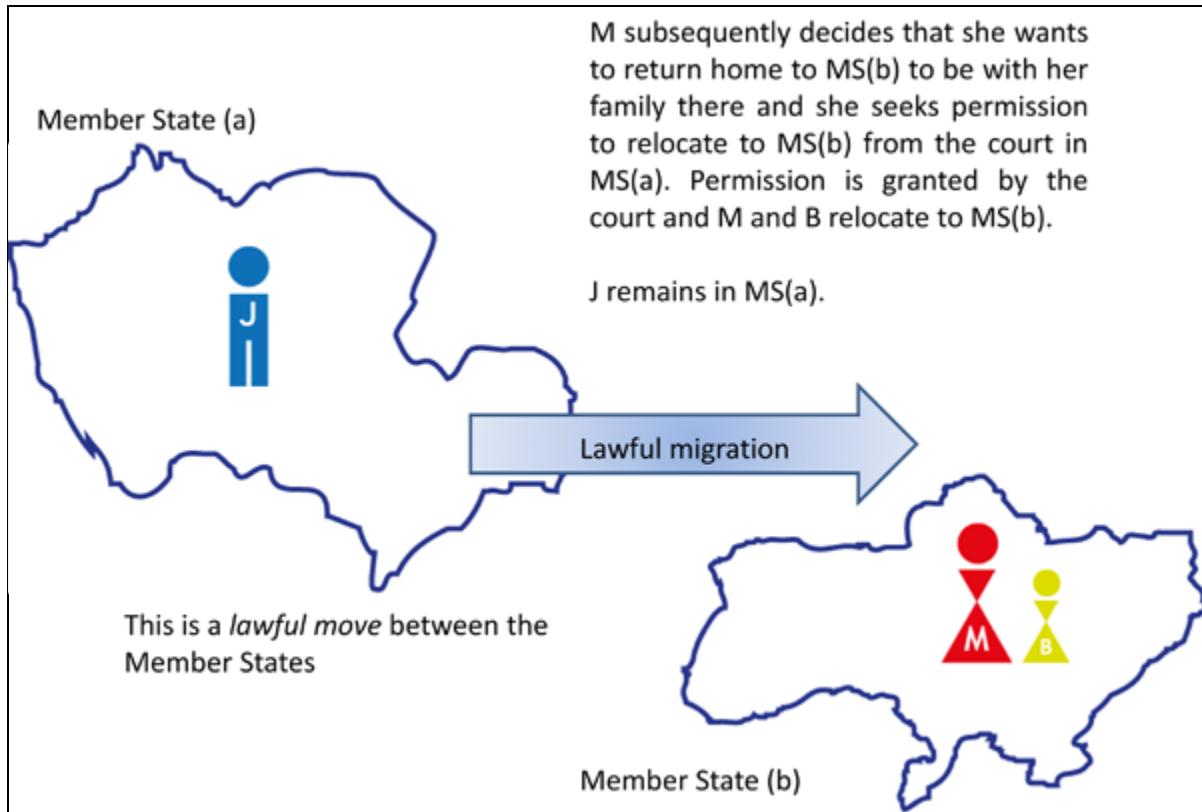 M subsequently decides that she wants
to return home to MS(b) to be with her
family there and she seeks permission
to relocate to MS(b) from the court in
MS(a). Permission is granted by the
court and M and B relocate to MS(b).
J remains in MS(a).
Member State (a)
J
Lawful migration
This is a lawful move between the
Member States
M
B
Member State (b)